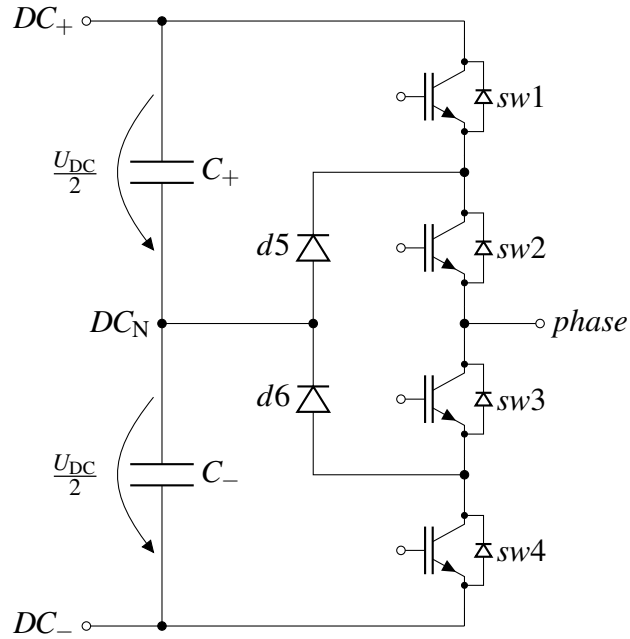 DC+
sw1
U_DC/2
C+
d5
sw2
DC_N
phase
d6
sw3
U_DC/2
C−
sw4
DC−